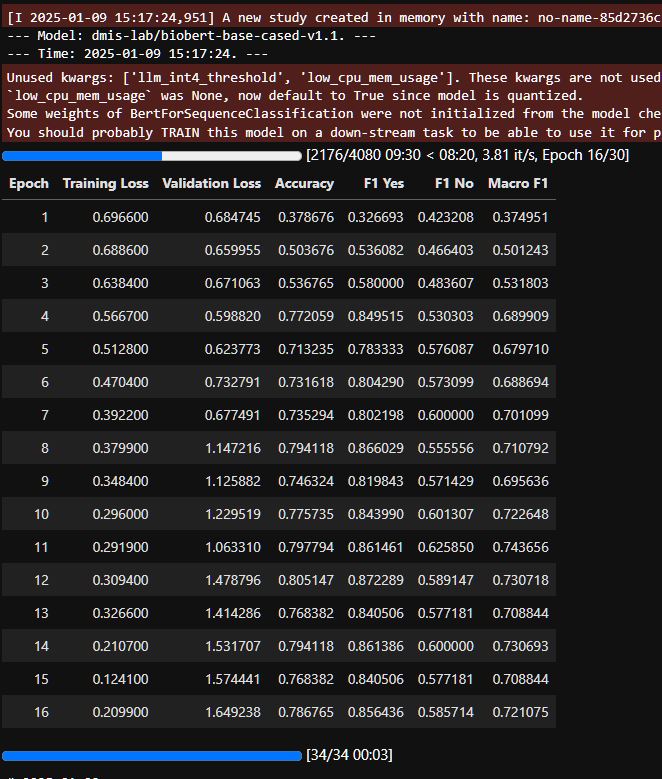 [I 2025-01-09 15:17:24,951] A new study created in memory with name: no-name-85d2736c
--- Model: dmis-lab/biobert-base-cased-v1.1. ---
--- Time: 2025-01-09 15:17:24. ---
Unused kwargs: ['llm_int4_threshold', 'low_cpu_mem_usage']. These kwargs are not used
`low_cpu_mem_usage` was None, now default to True since model is quantized.
Some weights of BertForSequenceClassification were not initialized from the model che
You should probably TRAIN this model on a down-stream task to be able to use it for p
[2176/4080 09:30 < 08:20, 3.81 it/s, Epoch 16/30]
Epoch Training Loss Validation Loss Accuracy F1 Yes F1 No Macro F1
1 0.696600 0.684745 0.378676 0.326693 0.423208 0.374951
2 0.688600 0.659955 0.503676 0.536082 0.466403 0.501243
3 0.638400 0.671063 0.536765 0.580000 0.483607 0.531803
4 0.566700 0.598820 0.772059 0.849515 0.530303 0.689909
5 0.512800 0.623773 0.713235 0.783333 0.576087 0.679710
6 0.470400 0.732791 0.731618 0.804290 0.573099 0.688694
7 0.392200 0.677491 0.735294 0.802198 0.600000 0.701099
8 0.379900 1.147216 0.794118 0.866029 0.555556 0.710792
9 0.348400 1.125882 0.746324 0.819843 0.571429 0.695636
10 0.296000 1.229519 0.775735 0.843990 0.601307 0.722648
11 0.291900 1.063310 0.797794 0.861461 0.625850 0.743656
12 0.309400 1.478796 0.805147 0.872289 0.589147 0.730718
13 0.326600 1.414286 0.768382 0.840506 0.577181 0.708844
14 0.210700 1.531707 0.794118 0.861386 0.600000 0.730693
15 0.124100 1.574441 0.768382 0.840506 0.577181 0.708844
16 0.209900 1.649238 0.786765 0.856436 0.585714 0.721075
[34/34 00:03]